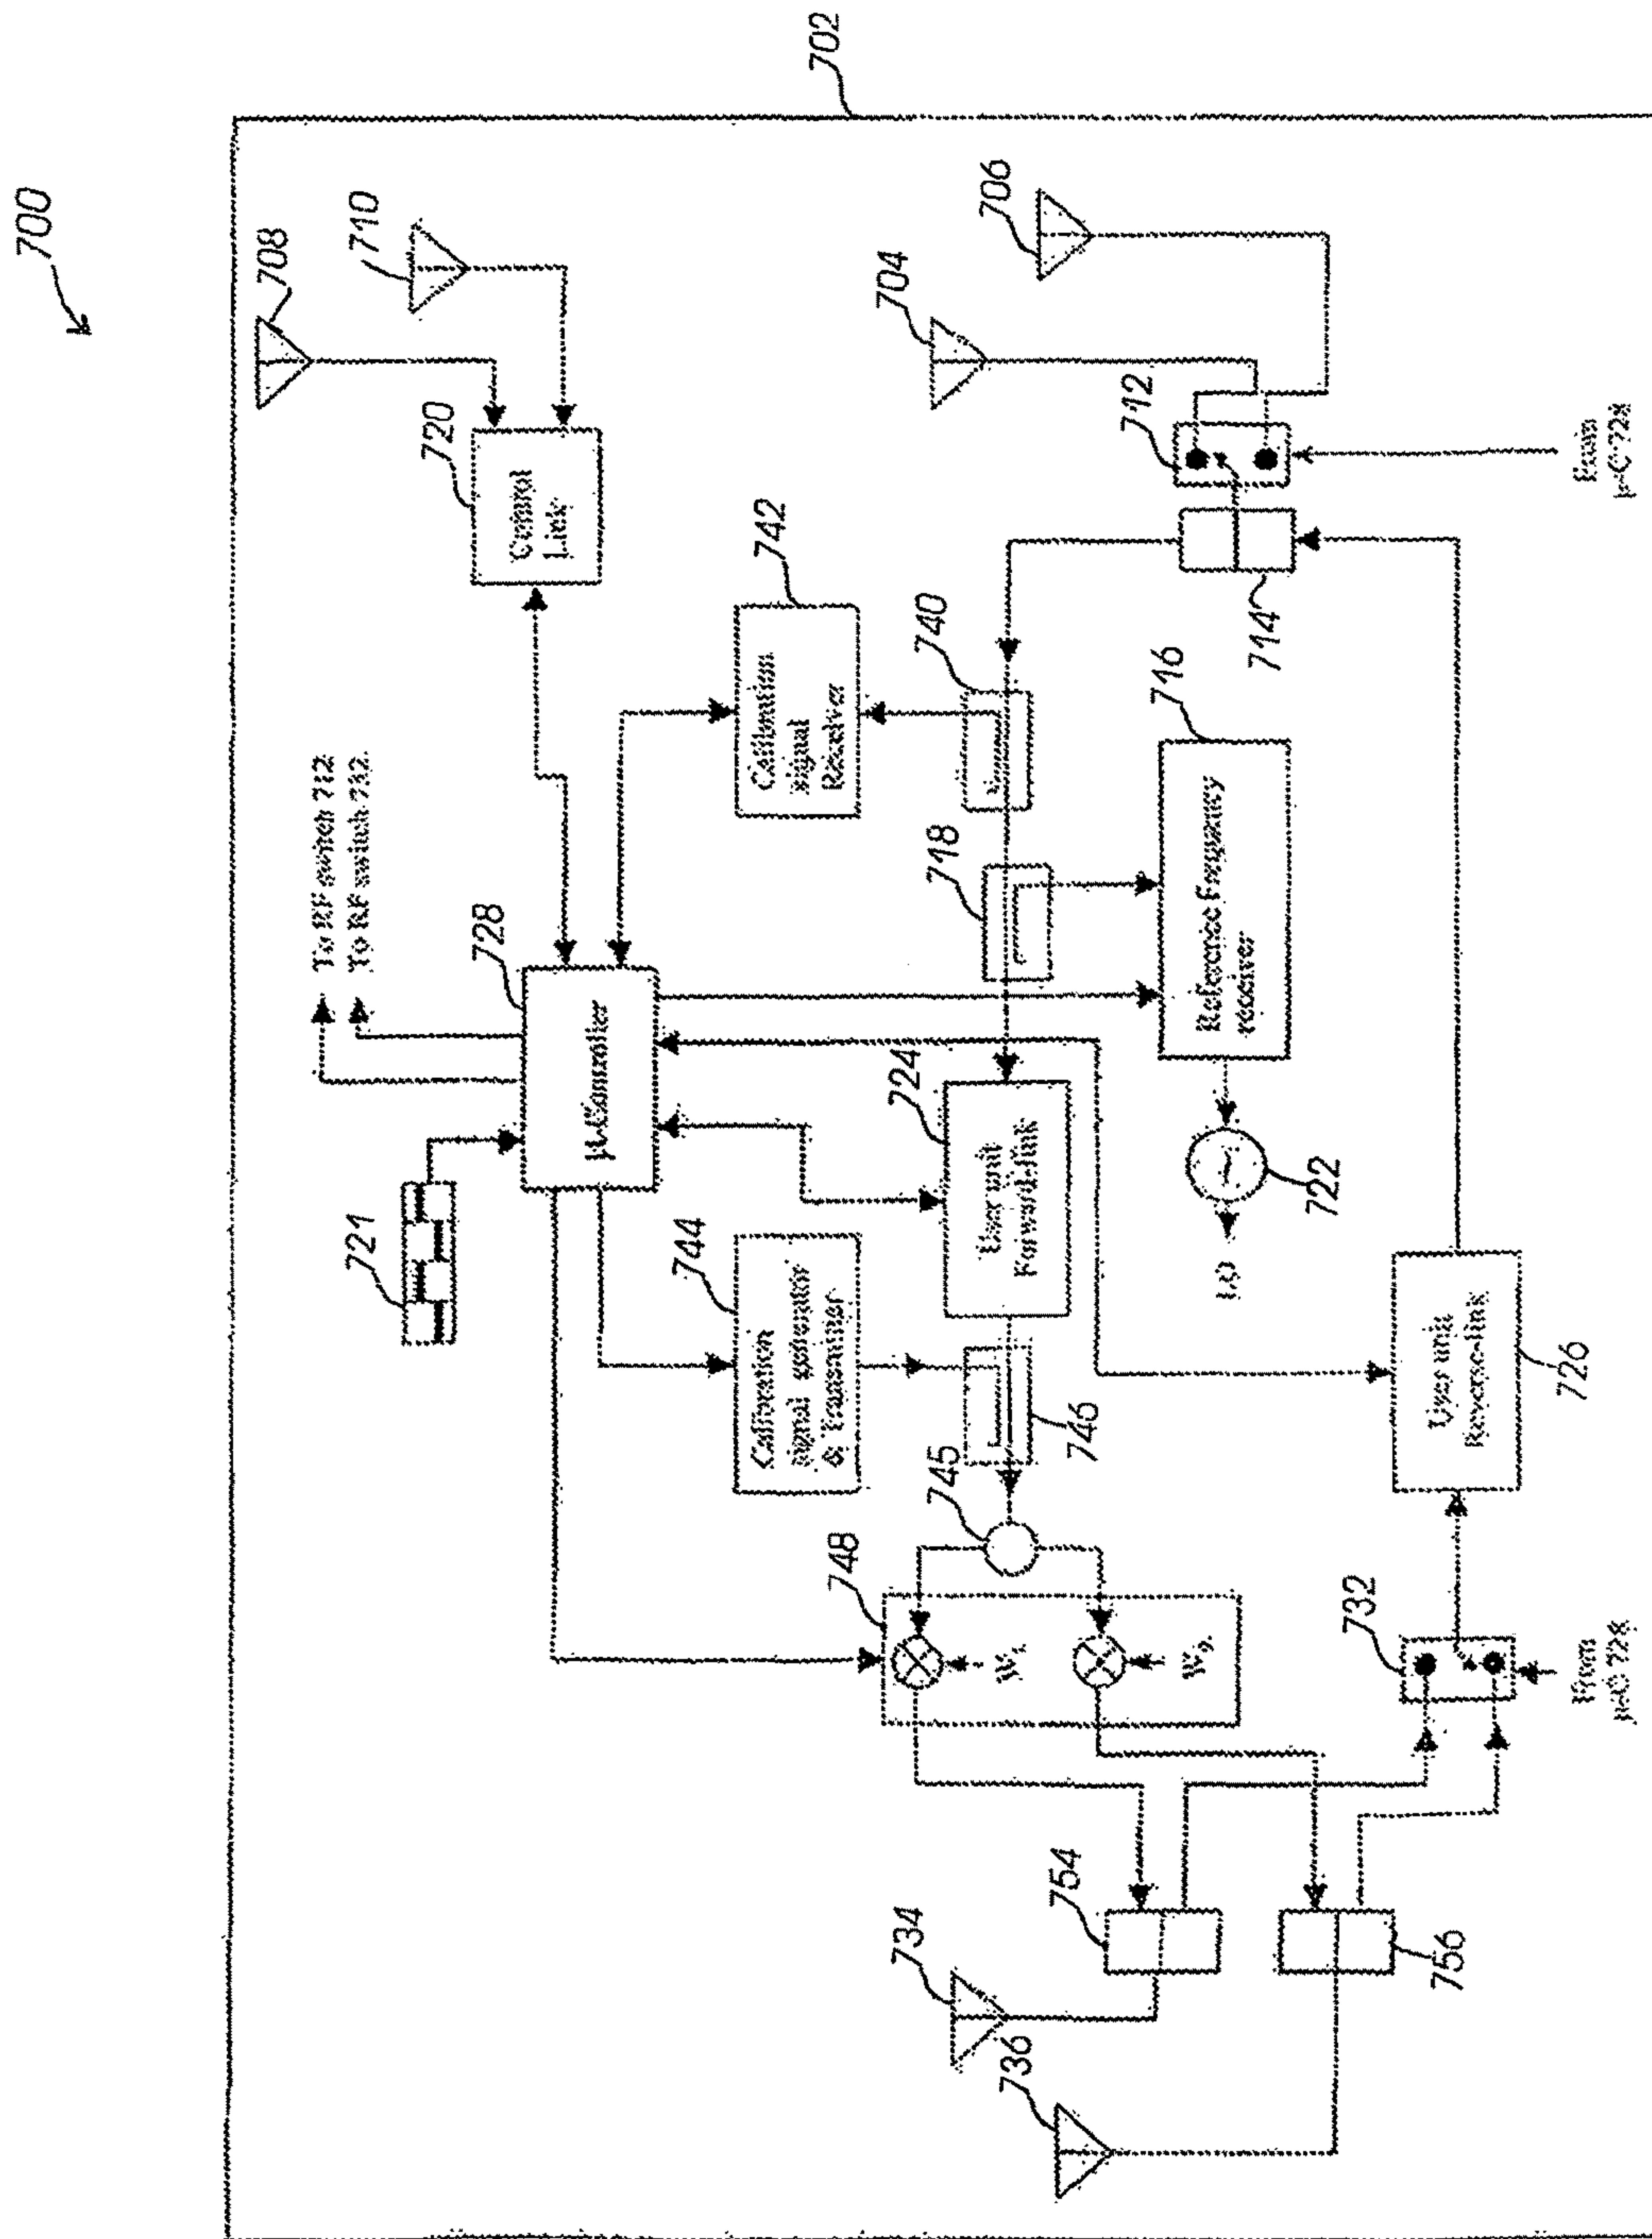 700
702
708
710
720
Control
Link
706
704
712
From
μ-C 728
714
742
Calibration
signal
Receiver
740
To RF switch 712
To RF switch 732
728
μ-Controller
718
716
Reference Frequency
receiver
722
LO
721
744
Calibration
signal generator
& Transmitter
724
User unit
Forward-link
746
745
748
W₁
W₂
User unit
Reverse-link
726
732
From
μ-C 728
754
756
734
736